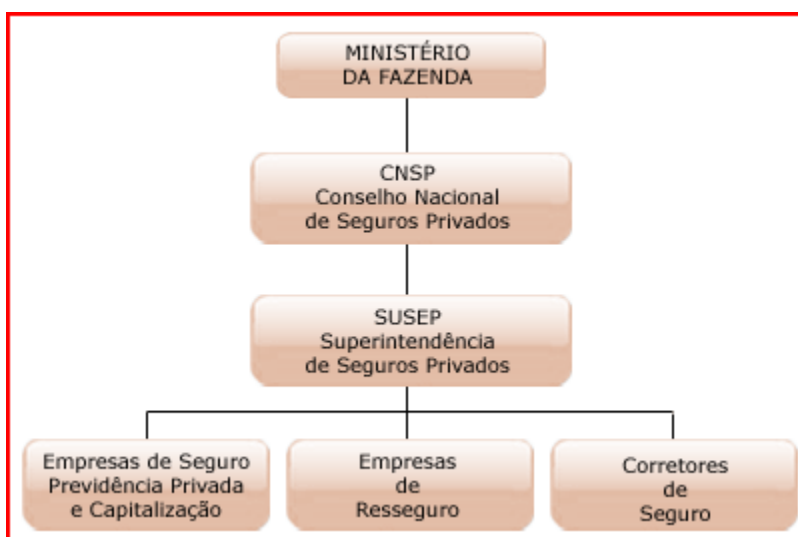 MINISTÉRIO
DA FAZENDA
CNSP
Conselho Nacional
de Seguros Privados
SUSEP
Superintendência
de Seguros Privados
Empresas de Seguro
Previdência Privada
e Capitalização
Empresas
de
Resseguro
Corretores
de
Seguro